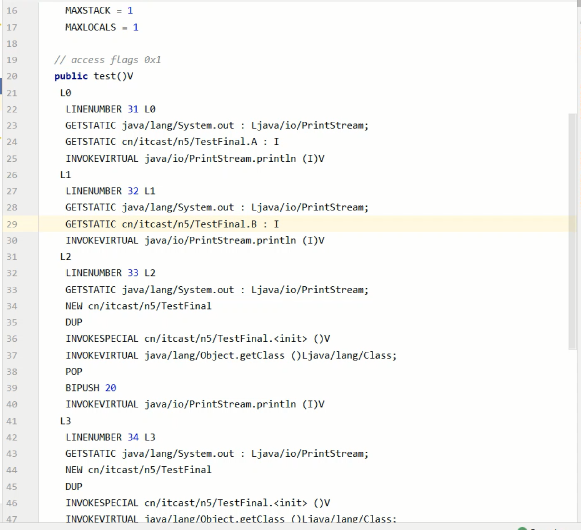 16 MAXSTACK = 1
17 MAXLOCALS = 1
18
19 // access flags 0x1
20 public test()V
21 L0
22 LINENUMBER 31 L0
23 GETSTATIC java/lang/System.out : Ljava/io/PrintStream;
24 GETSTATIC cn/itcast/n5/TestFinal.A : I
25 INVOKEVIRTUAL java/io/PrintStream.println (I)V
26 L1
27 LINENUMBER 32 L1
28 GETSTATIC java/lang/System.out : Ljava/io/PrintStream;
29 GETSTATIC cn/itcast/n5/TestFinal.B : I
30 INVOKEVIRTUAL java/io/PrintStream.println (I)V
31 L2
32 LINENUMBER 33 L2
33 GETSTATIC java/lang/System.out : Ljava/io/PrintStream;
34 NEW cn/itcast/n5/TestFinal
35 DUP
36 INVOKESPECIAL cn/itcast/n5/TestFinal.<init> ()V
37 INVOKEVIRTUAL java/lang/Object.getClass ()Ljava/lang/Class;
38 POP
39 BIPUSH 20
40 INVOKEVIRTUAL java/io/PrintStream.println (I)V
41 L3
42 LINENUMBER 34 L3
43 GETSTATIC java/lang/System.out : Ljava/io/PrintStream;
44 NEW cn/itcast/n5/TestFinal
45 DUP
46 INVOKESPECIAL cn/itcast/n5/TestFinal.<init> ()V
47 INVOKEVIRTUAL java/lang/Object.getClass ()Ljava/lang/Class;